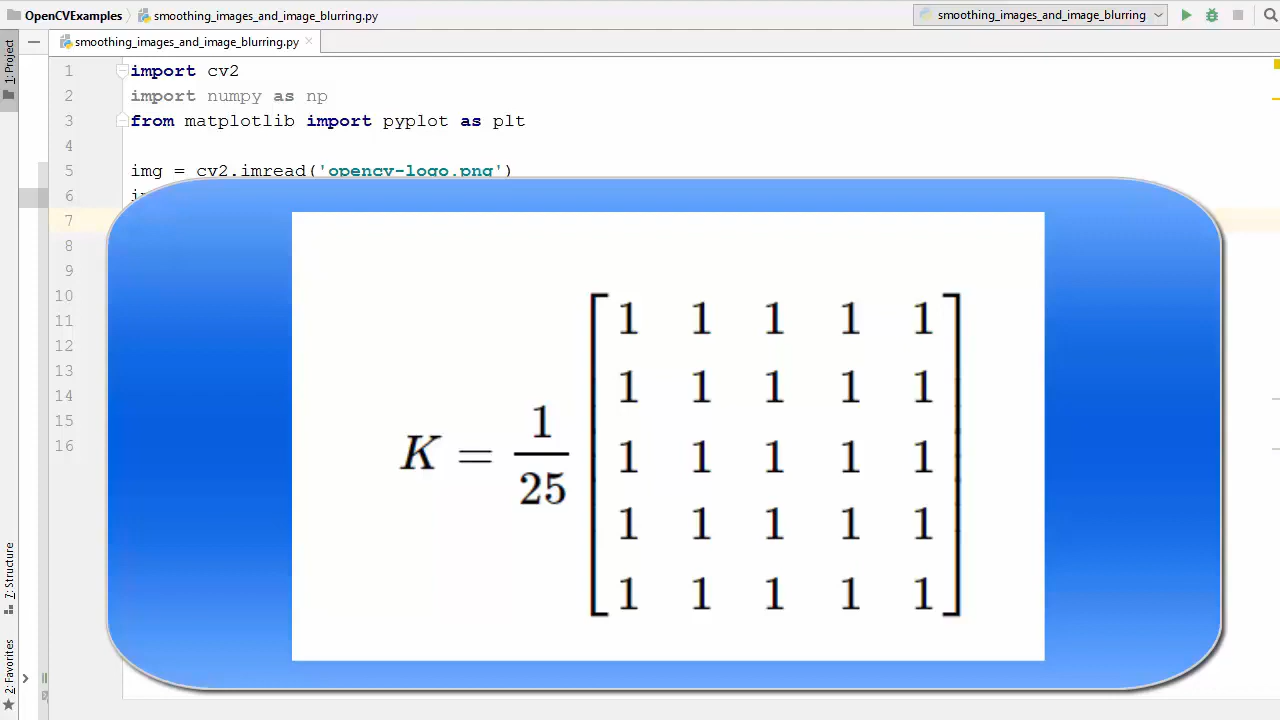 OpenCVExamples smoothing_images_and_image_blurring.py smoothing_images_and_image_blurring
smoothing_images_and_image_blurring.py
1: Project
1 import cv2
2 import numpy as np
3 from matplotlib import pyplot as plt
4
5 img = cv2.imread('opencv-logo.png')
6
7
8
9
10
11
12
13
14
15
16
K = 1/25
1 1 1 1 1
1 1 1 1 1
1 1 1 1 1
1 1 1 1 1
1 1 1 1 1
7: Structure
2: Favorites